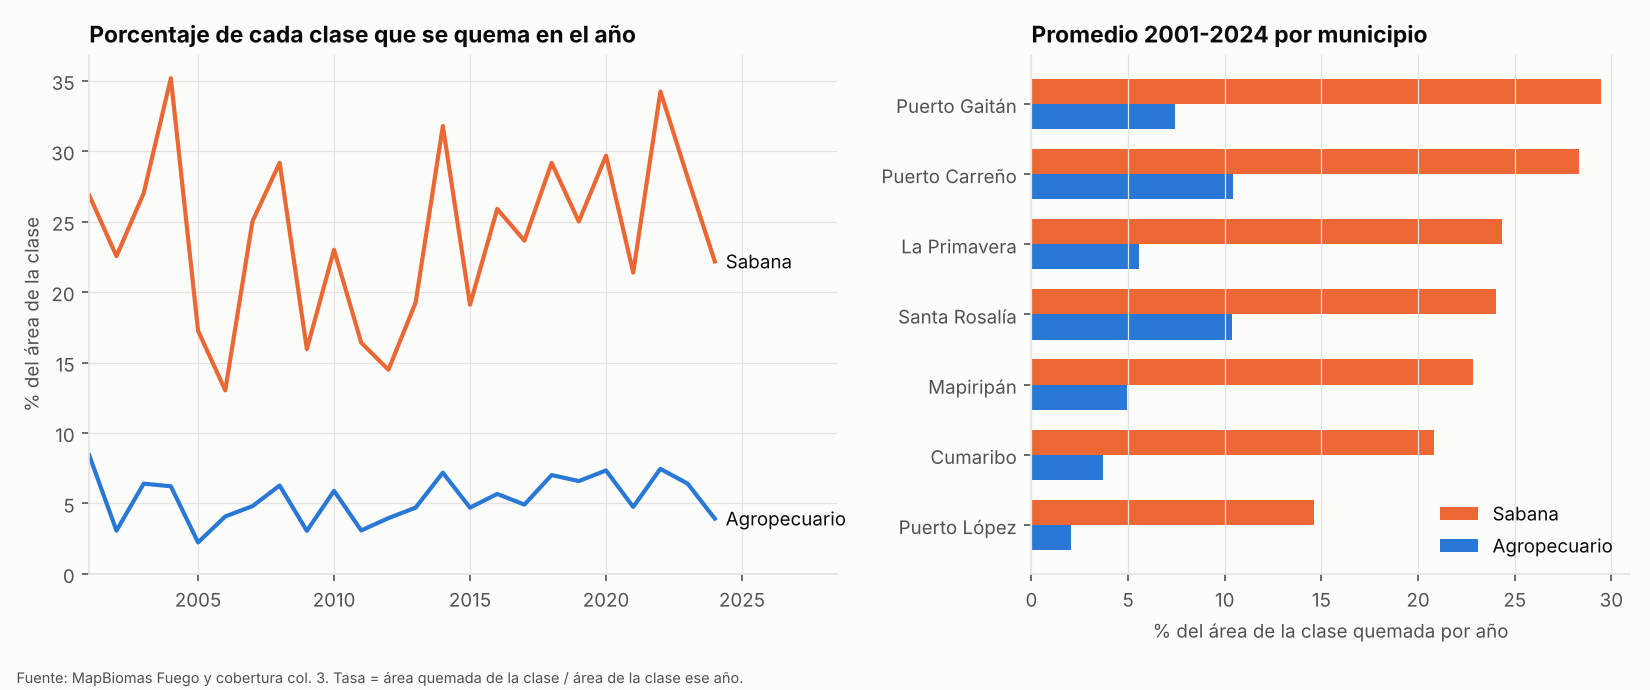 Porcentaje de cada clase que se quema en el año
% del área de la clase
35
30
25
20
15
10
5
0
2005
2010
2015
2020
2025
Sabana
Agropecuario
Promedio 2001-2024 por municipio
Puerto Gaitán
Puerto Carreño
La Primavera
Santa Rosalía
Mapiripán
Cumaribo
Puerto López
Sabana
Agropecuario
0
5
10
15
20
25
30
% del área de la clase quemada por año
Fuente: MapBiomas Fuego y cobertura col. 3. Tasa = área quemada de la clase / área de la clase ese año.